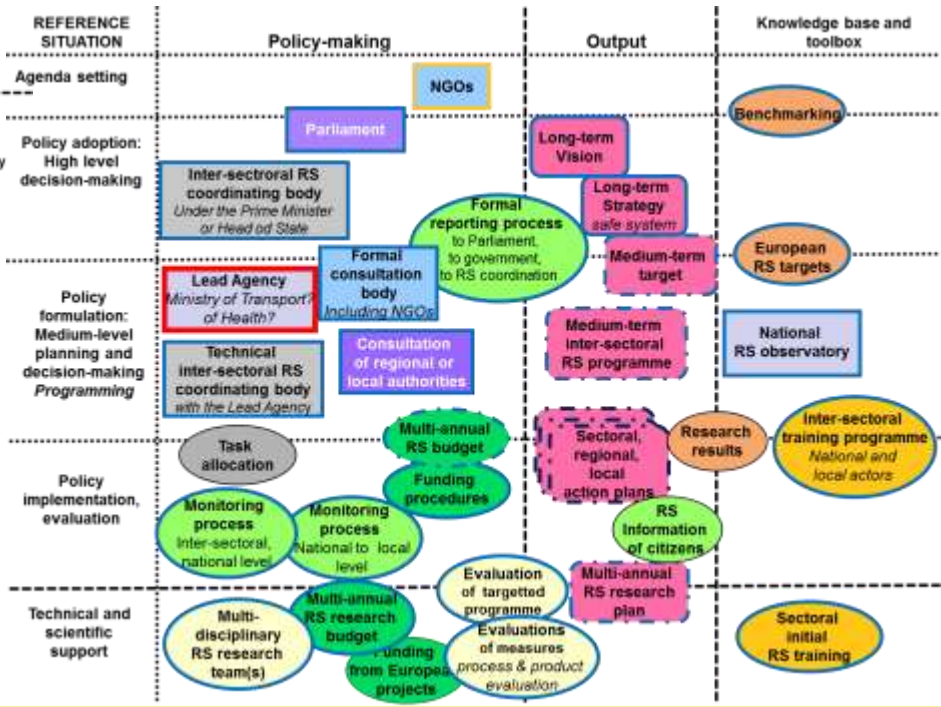 REFERENCE
SITUATION
Policy-making
Output
Knowledge base and
toolbox
Agenda setting
NGOs
Benchmarking
Policy adoption:
High level
decision-making
y
Parliament
Long-term
Vision
Inter-sectroral RS
coordinating body
Under the Prime Minister
or Head od State
Formal
reporting process
to Parliament,
to government,
to RS coordination
Long-term
Strategy
safe system
Medium-term
target
European
RS targets
Policy
formulation:
Medium-level
planning and
decision-making
Programming
Lead Agency
Ministry of Transport?
of Health?
Formal
consultation
body
Including NGOs
Medium-term
inter-sectoral
RS programme
National
RS observatory
Technical
inter-sectoral RS
coordinating body
with the Lead Agency
Consultation
of regional or
local authorities
Policy
implementation,
evaluation
Task
allocation
Multi-annual
RS budget
Funding
procedures
Sectoral,
regional,
local
action plans
Research
results
Inter-sectoral
training programme
National and
local actors
Monitoring
process
Inter-sectoral,
national level
Monitoring
process
National to local
level
RS
Information
of citizens
Technical and
scientific
support
Multi-
disciplinary
RS research
team(s)
Multi-annual
RS research
budget
Funding
from European
projects
Evaluation
of targetted
programme
Evaluations
of measures
process & product
evaluation
Multi-annual
RS research
plan
Sectoral
initial
RS training